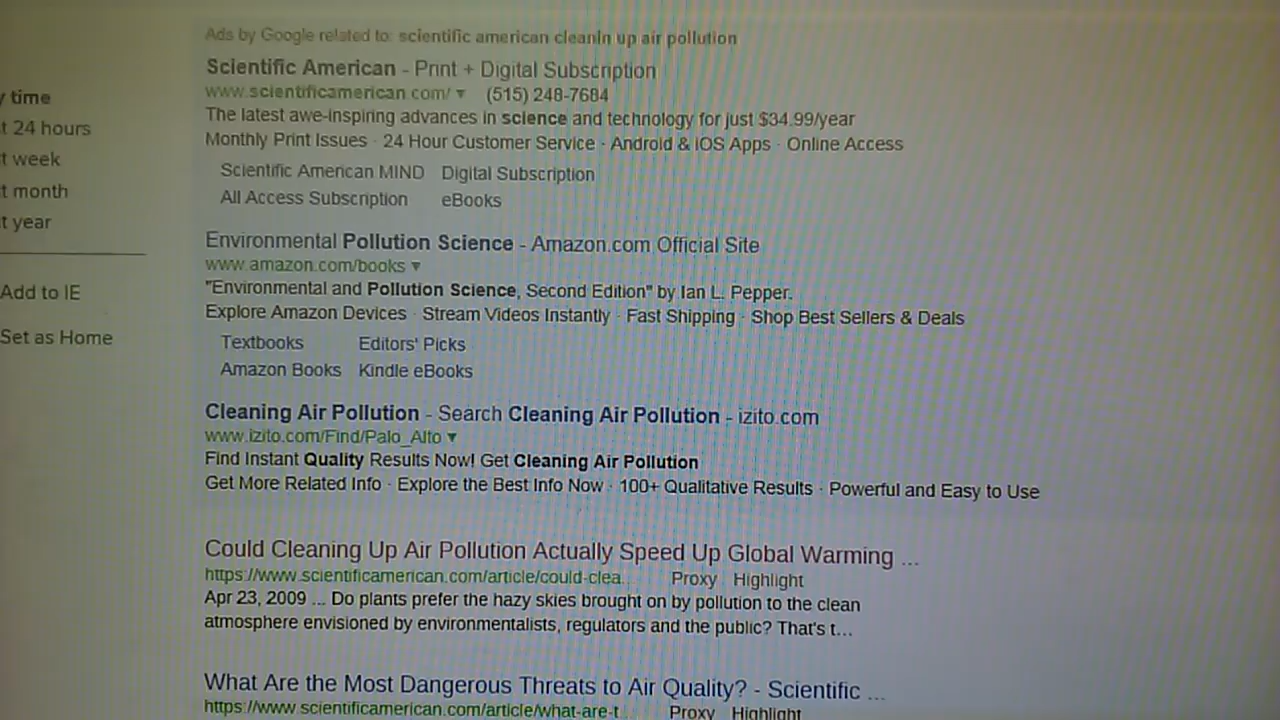 Ads by Google related to: scientific american cleanin up air pollution
Scientific American - Print + Digital Subscription
www.scientificamerican.com/ ▼ (515) 248-7684
The latest awe-inspiring advances in science and technology for just $34.99/year
Monthly Print Issues · 24 Hour Customer Service · Android & iOS Apps · Online Access
Scientific American MIND Digital Subscription
All Access Subscription eBooks
y time
t 24 hours
t week
t month
t year
Add to IE
Set as Home
Environmental Pollution Science - Amazon.com Official Site
www.amazon.com/books ▼
"Environmental and Pollution Science, Second Edition" by Ian L. Pepper.
Explore Amazon Devices · Stream Videos Instantly · Fast Shipping · Shop Best Sellers & Deals
Textbooks Editors' Picks
Amazon Books Kindle eBooks
Cleaning Air Pollution - Search Cleaning Air Pollution - izito.com
www.izito.com/Find/Palo_Alto ▼
Find Instant Quality Results Now! Get Cleaning Air Pollution
Get More Related Info · Explore the Best Info Now · 100+ Qualitative Results · Powerful and Easy to Use
Could Cleaning Up Air Pollution Actually Speed Up Global Warming ...
https://www.scientificamerican.com/article/could-clea... Proxy Highlight
Apr 23, 2009 ... Do plants prefer the hazy skies brought on by pollution to the clean
atmosphere envisioned by environmentalists, regulators and the public? That's t...
What Are the Most Dangerous Threats to Air Quality? - Scientific ...
https://www.scientificamerican.com/article/what-are-t... Proxy Highlight